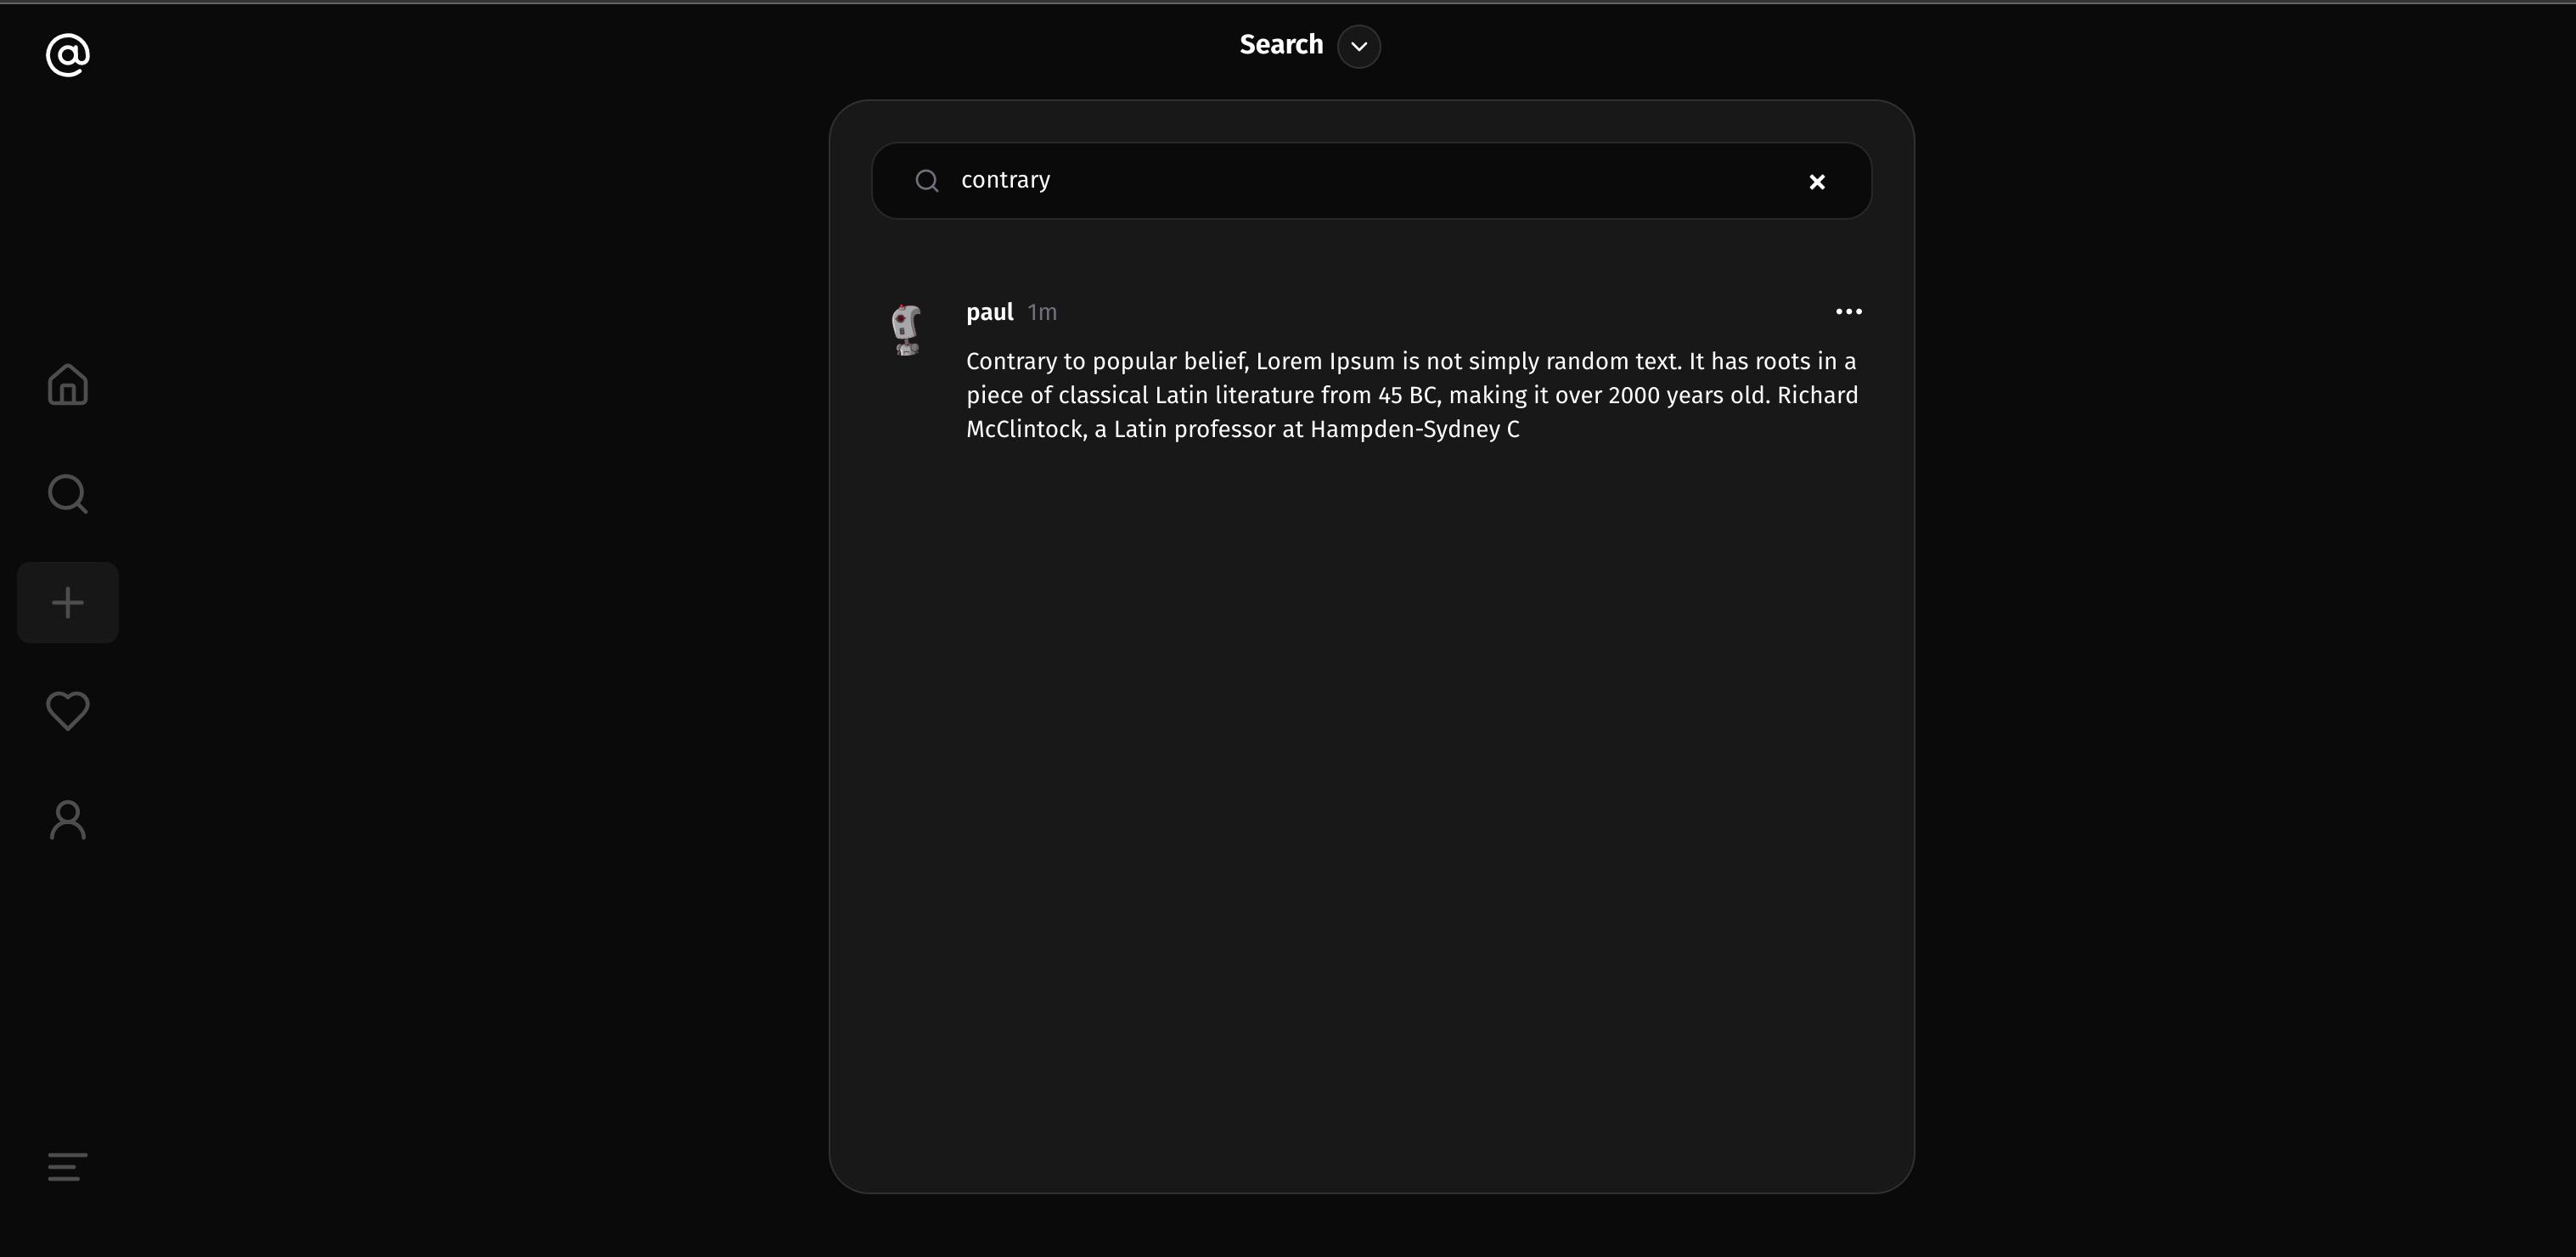 Search
contrary
paul 1m
Contrary to popular belief, Lorem Ipsum is not simply random text. It has roots in a
piece of classical Latin literature from 45 BC, making it over 2000 years old. Richard
McClintock, a Latin professor at Hampden-Sydney C